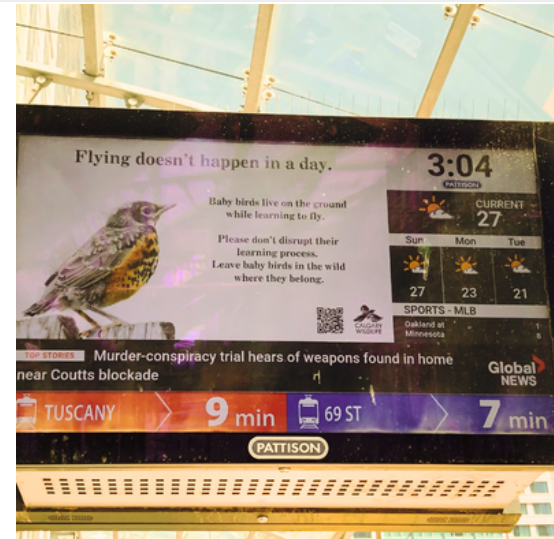 Flying doesn't happen in a day.
Baby birds live on the ground
while learning to fly.
Please don't disrupt their
learning process.
Leave baby birds in the wild
where they belong.
CALGARY
WILDLIFE
3:04
PATTISON
CURRENT
27
Sun Mon Tue
27 23 21
SPORTS - MLB
Oakland at 1
Minnesota 8
TOP STORIES Murder-conspiracy trial hears of weapons found in home
near Coutts blockade
Global
NEWS
TUSCANY 9 min 69 ST 7 min
PATTISON